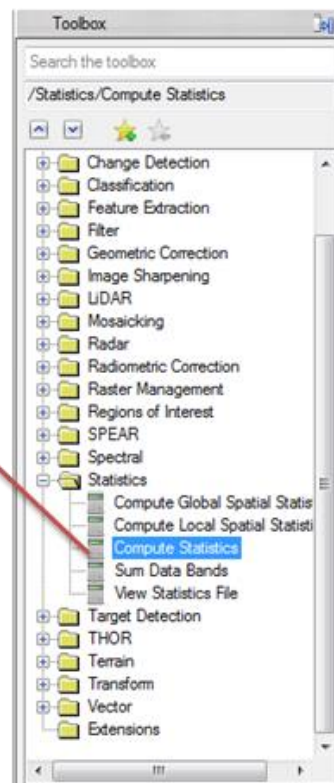 Toolbox
Search the toolbox
/Statistics/Compute Statistics
Change Detection
Classification
Feature Extraction
Filter
Geometric Correction
Image Sharpening
LiDAR
Mosaicking
Radar
Radiometric Correction
Raster Management
Regions of Interest
SPEAR
Spectral
Statistics
Compute Global Spatial Statis
Compute Local Spatial Statisti
Compute Statistics
Sum Data Bands
View Statistics File
Target Detection
THOR
Terrain
Transform
Vector
Extensions